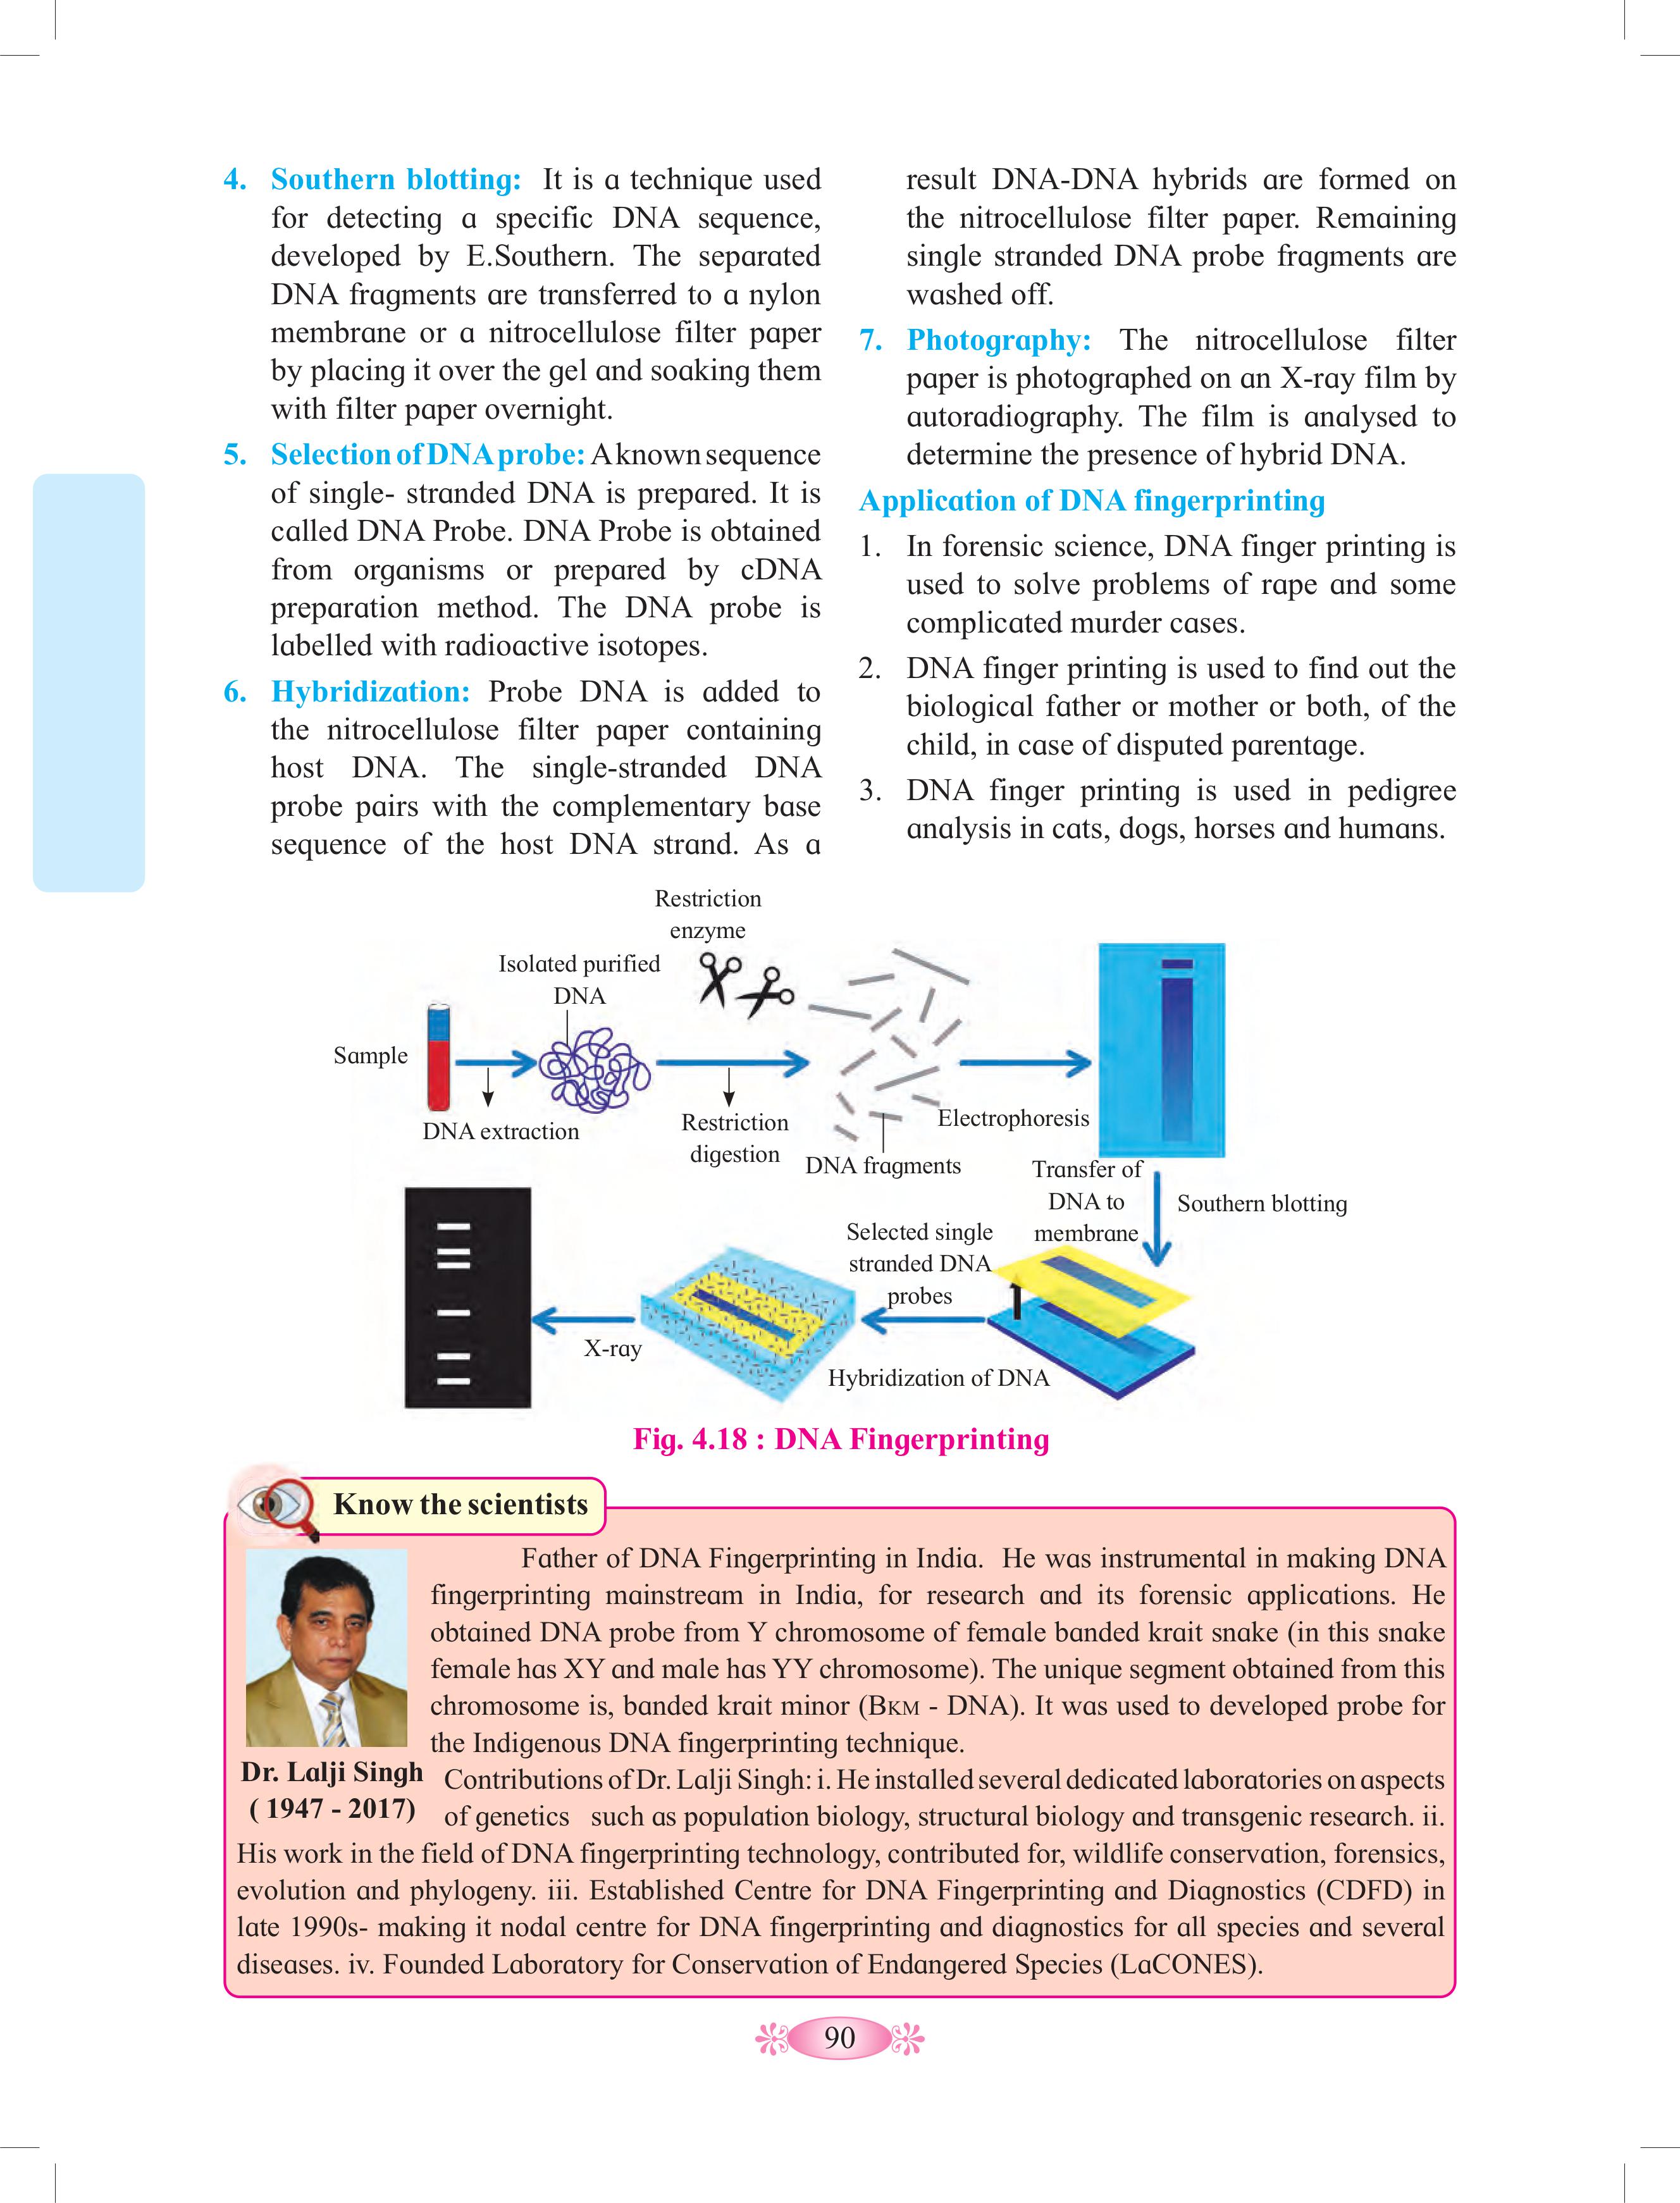 4. Southern blotting: It is a technique used
for detecting a specific DNA sequence,
developed by E.Southern. The separated
DNA fragments are transferred to a nylon
membrane or a nitrocellulose filter paper
by placing it over the gel and soaking them
with filter paper overnight.
5. Selection of DNA probe: A known sequence
of single- stranded DNA is prepared. It is
called DNA Probe. DNA Probe is obtained
from organisms or prepared by cDNA
preparation method. The DNA probe is
labelled with radioactive isotopes.
6. Hybridization: Probe DNA is added to
the nitrocellulose filter paper containing
host DNA. The single-stranded DNA
probe pairs with the complementary base
sequence of the host DNA strand. As a
result DNA-DNA hybrids are formed on
the nitrocellulose filter paper. Remaining
single stranded DNA probe fragments are
washed off.
7. Photography: The nitrocellulose filter
paper is photographed on an X-ray film by
autoradiography. The film is analysed to
determine the presence of hybrid DNA.
Application of DNA fingerprinting
1. In forensic science, DNA finger printing is
used to solve problems of rape and some
complicated murder cases.
2. DNA finger printing is used to find out the
biological father or mother or both, of the
child, in case of disputed parentage.
3. DNA finger printing is used in pedigree
analysis in cats, dogs, horses and humans.
Restriction
enzyme
Isolated purified
DNA
Sample
DNA extraction
Restriction
digestion
DNA fragments
Electrophoresis
Transfer of
DNA to
membrane
Southern blotting
Selected single
stranded DNA
probes
Hybridization of DNA
X-ray
Fig. 4.18 : DNA Fingerprinting
Know the scientists
Father of DNA Fingerprinting in India. He was instrumental in making DNA
fingerprinting mainstream in India, for research and its forensic applications. He
obtained DNA probe from Y chromosome of female banded krait snake (in this snake
female has XY and male has YY chromosome). The unique segment obtained from this
chromosome is, banded krait minor (BKM - DNA). It was used to developed probe for
the Indigenous DNA fingerprinting technique.
Dr. Lalji Singh
( 1947 - 2017)
Contributions of Dr. Lalji Singh: i. He installed several dedicated laboratories on aspects
of genetics such as population biology, structural biology and transgenic research. ii.
His work in the field of DNA fingerprinting technology, contributed for, wildlife conservation, forensics,
evolution and phylogeny. iii. Established Centre for DNA Fingerprinting and Diagnostics (CDFD) in
late 1990s- making it nodal centre for DNA fingerprinting and diagnostics for all species and several
diseases. iv. Founded Laboratory for Conservation of Endangered Species (LaCONES).
90